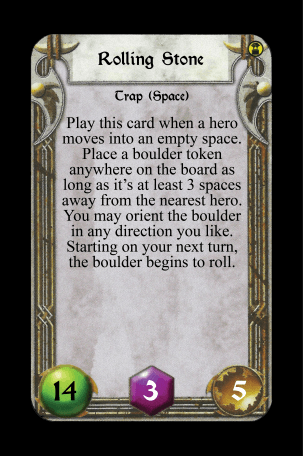 Rolling Stone
Trap (Space)
Play this card when a hero
moves into an empty space.
Place a boulder token
anywhere on the board as
long as it's at least 3 spaces
away from the nearest hero.
You may orient the boulder
in any direction you like.
Starting on your next turn,
the boulder begins to roll.
14 3 5